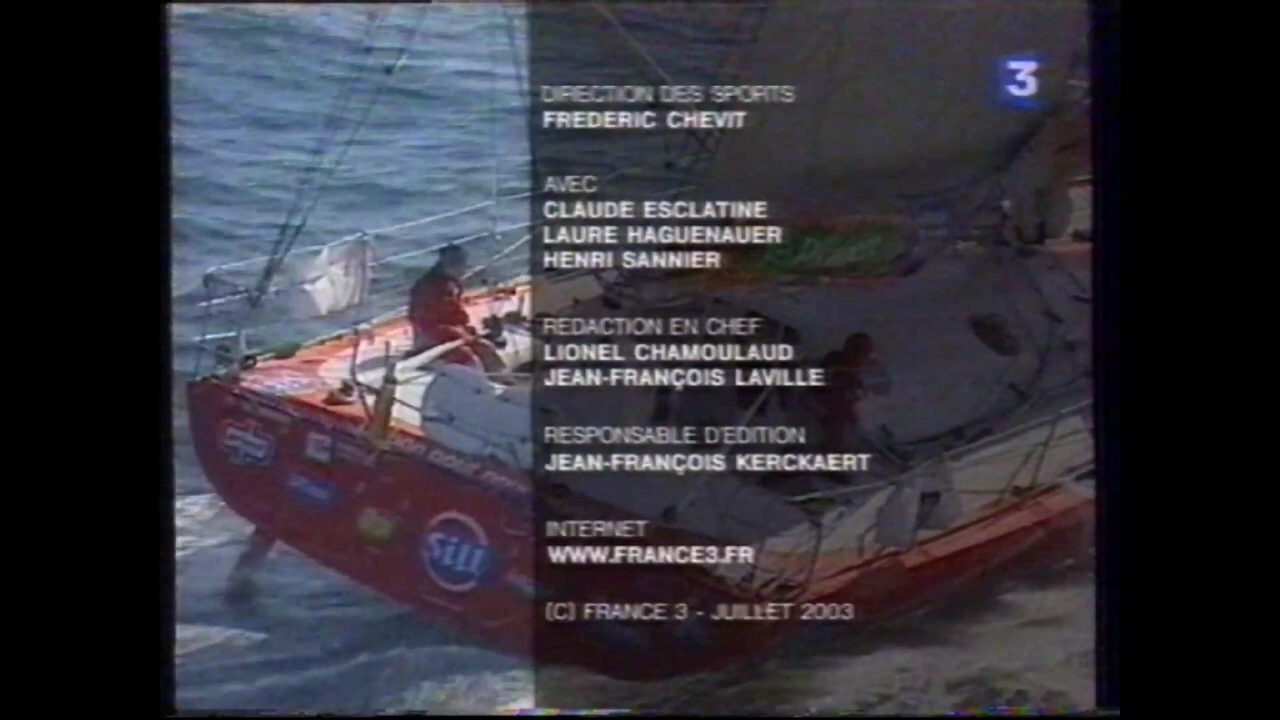 3
DIRECTION DES SPORTS
FREDERIC CHEVIT
AVEC
CLAUDE ESCLATINE
LAURE HAGUENAUER
HENRI SANNIER
REDACTION EN CHEF
LIONEL CHAMOULAUD
JEAN-FRANÇOIS LAVILLE
RESPONSABLE D'EDITION
JEAN-FRANÇOIS KERCKAERT
INTERNET
WWW.FRANCE3.FR
(C) FRANCE 3 - JUILLET 2003
Sill